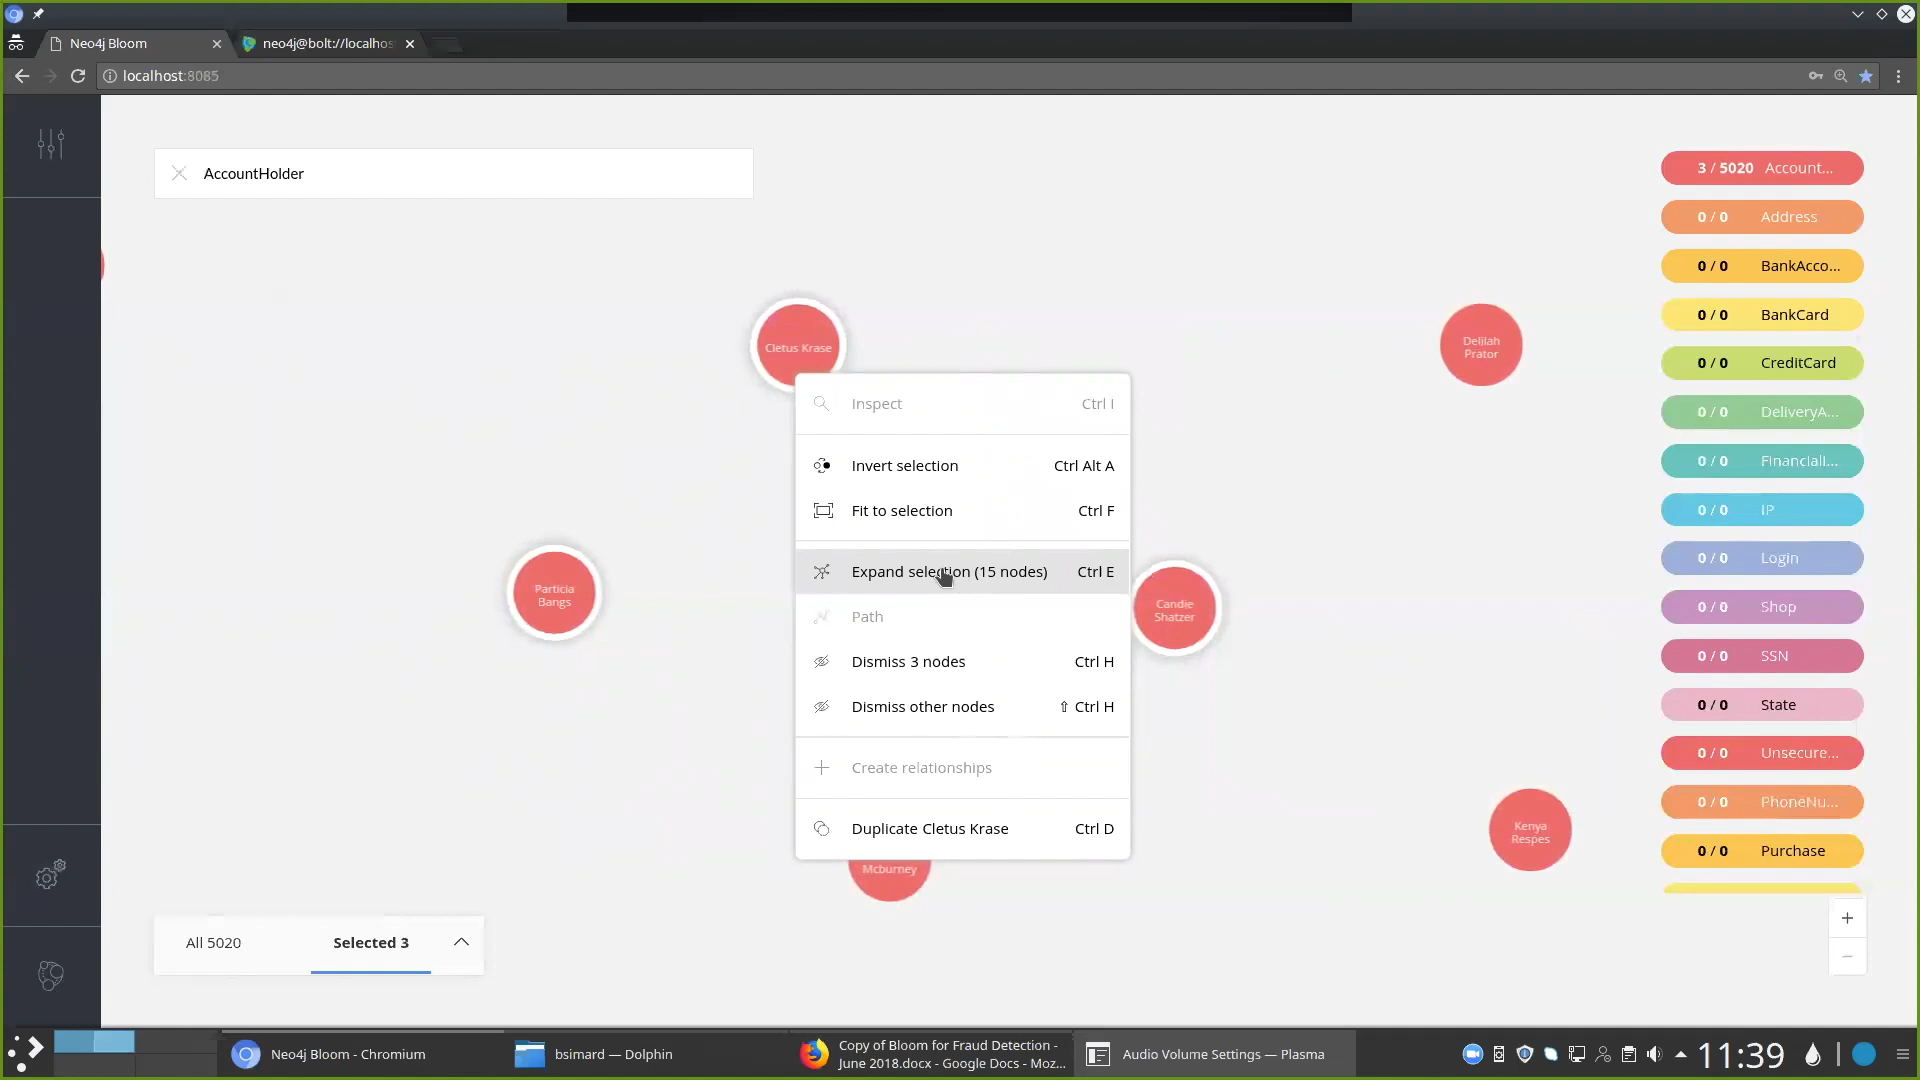 Neo4j Bloom
neo4j@bolt://localhos
localhost:8085
AccountHolder
3 / 5020 Account...
0 / 0 Address
0 / 0 BankAcco...
0 / 0 BankCard
0 / 0 CreditCard
0 / 0 DeliveryA...
0 / 0 Financiali...
0 / 0 IP
0 / 0 Login
0 / 0 Shop
0 / 0 SSN
0 / 0 State
0 / 0 Unsecure...
0 / 0 PhoneNu...
0 / 0 Purchase
Cletus Krase
Delilah
Prator
Particia
Bangs
Candie
Shatzer
Kenya
Respes
Mcburney
Inspect Ctrl I
Invert selection Ctrl Alt A
Fit to selection Ctrl F
Expand selection (15 nodes) Ctrl E
Path
Dismiss 3 nodes Ctrl H
Dismiss other nodes ⇧ Ctrl H
Create relationships
Duplicate Cletus Krase Ctrl D
All 5020 Selected 3
Neo4j Bloom - Chromium
bsimard — Dolphin
Copy of Bloom for Fraud Detection -
June 2018.docx - Google Docs - Moz...
Audio Volume Settings — Plasma
11:39